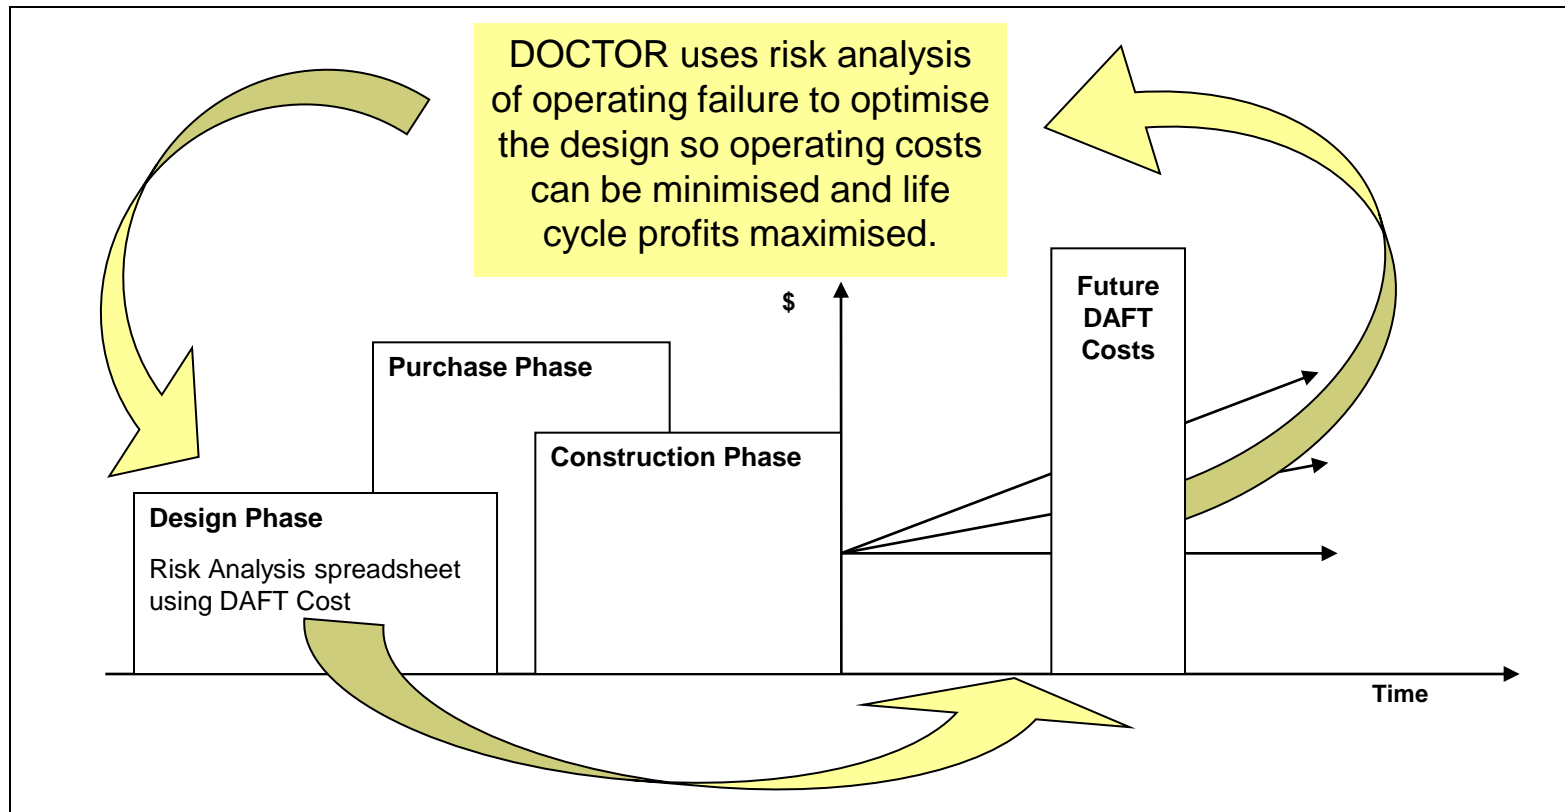 DOCTOR uses risk analysis
of operating failure to optimise
the design so operating costs
can be minimised and life
cycle profits maximised.
$
Future
DAFT
Costs
Purchase Phase
Construction Phase
Design Phase
Risk Analysis spreadsheet
using DAFT Cost
Time